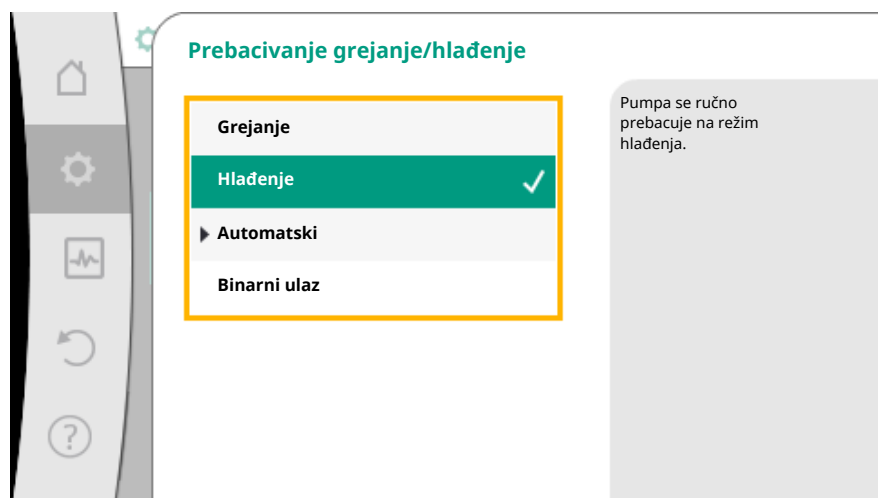 Prebacivanje grejanje/hlađenje
Grejanje
Hlađenje
Automatski
Binarni ulaz
Pumpa se ručno
prebacuje na režim
hlađenja.
?